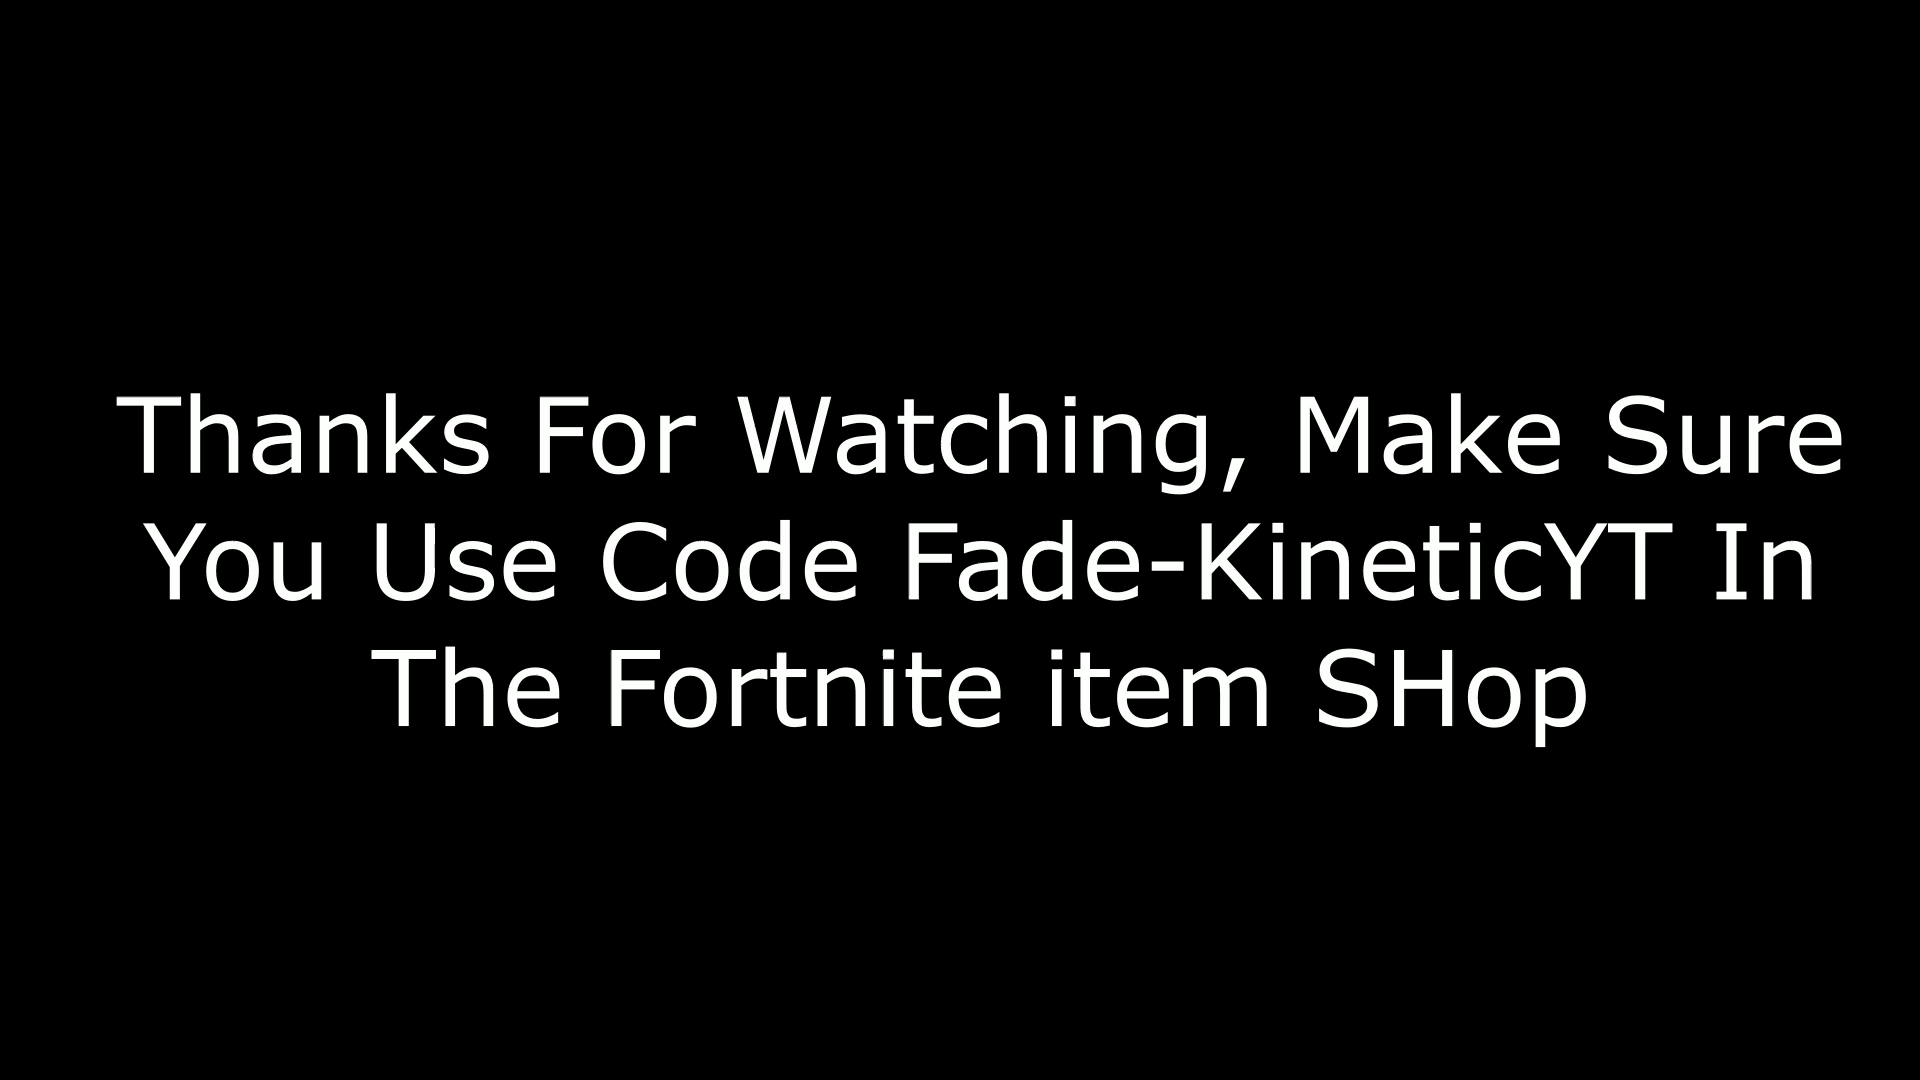 Thanks For Watching, Make Sure
You Use Code Fade-KineticYT In
The Fortnite item SHop